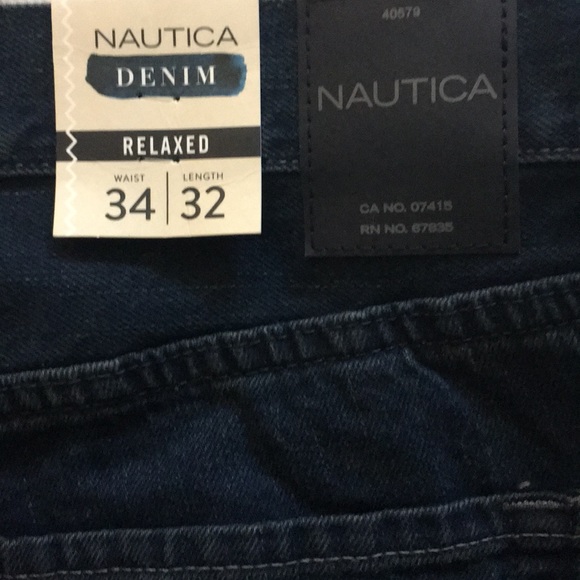 NAUTICA
DENIM
RELAXED
WAIST LENGTH
34 32
40579
NAUTICA
CA NO. 07415
RN NO. 67835